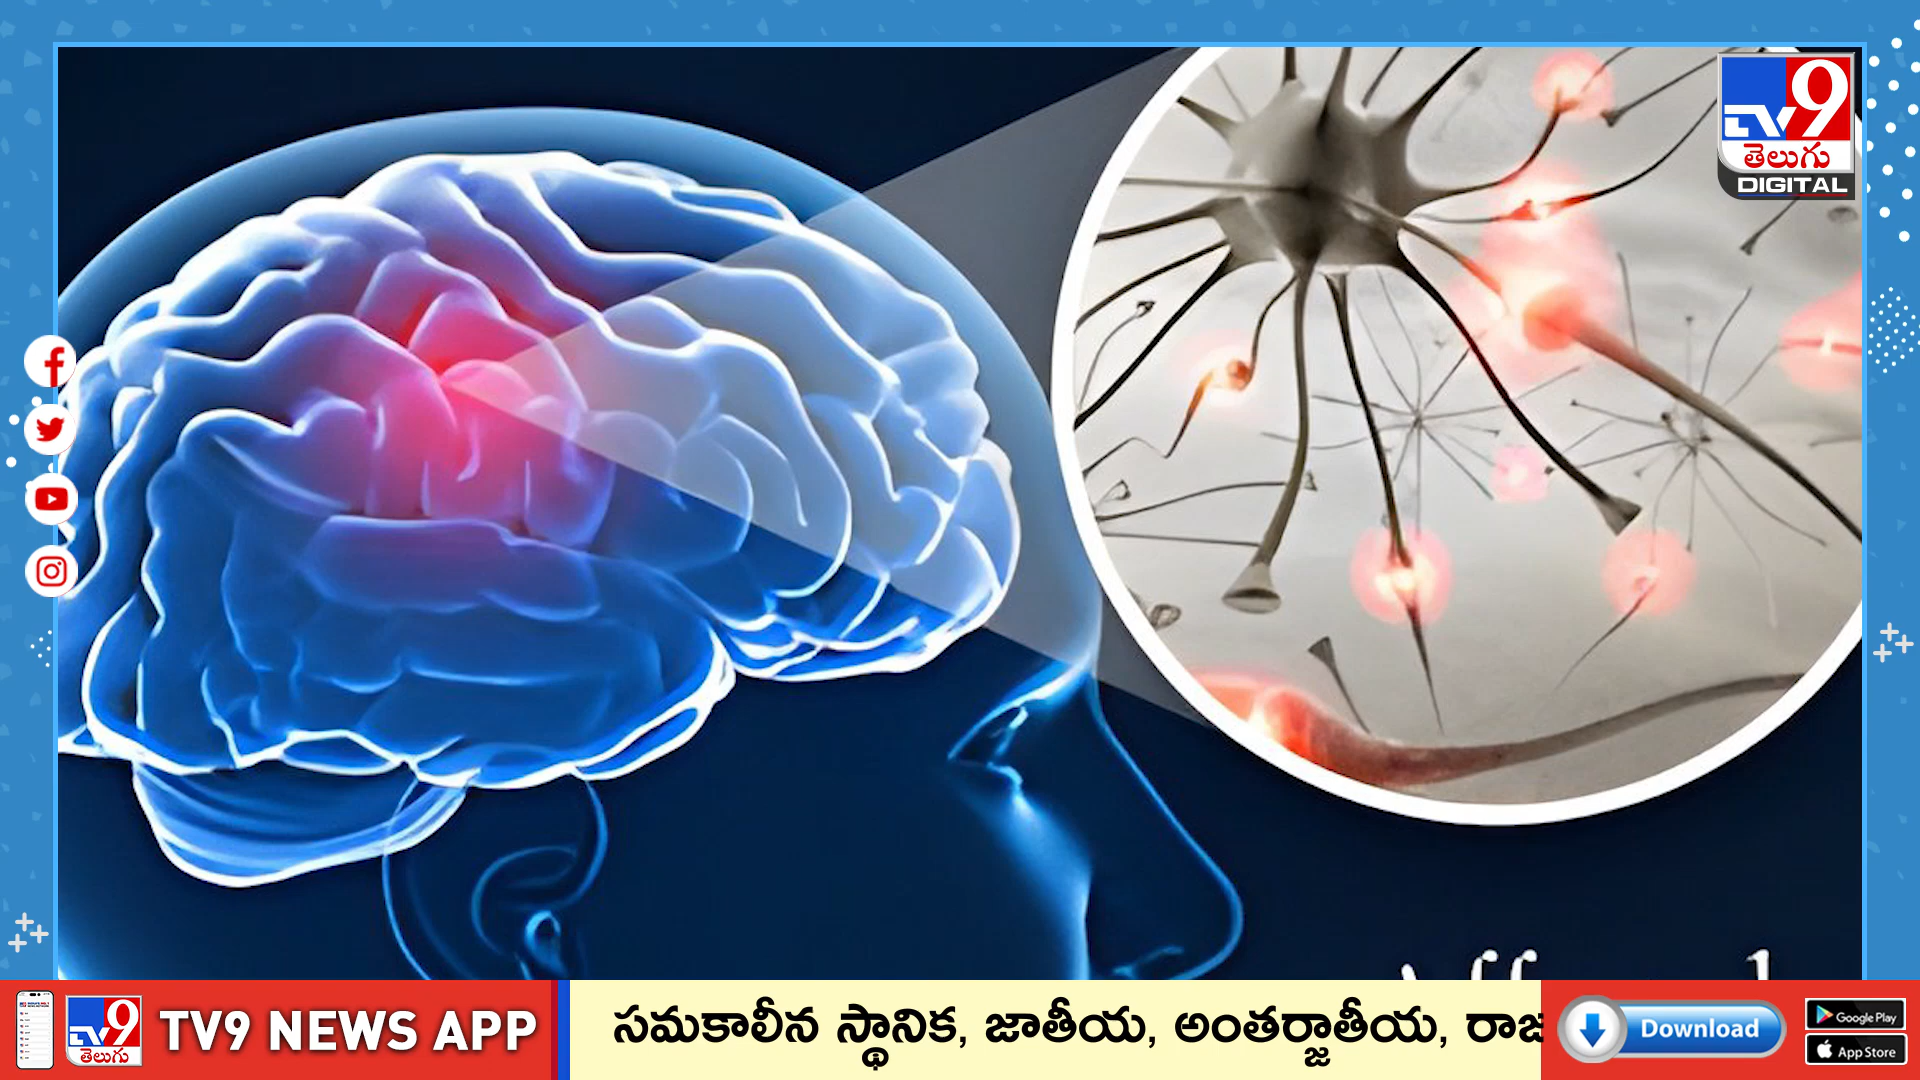 TV9
తెలుగు
DIGITAL
TV9
తెలుగు
TV9 NEWS APP
సమకాలీన స్థానిక, జాతీయ, అంతర్జాతీయ,
Download
Google Play
App Store